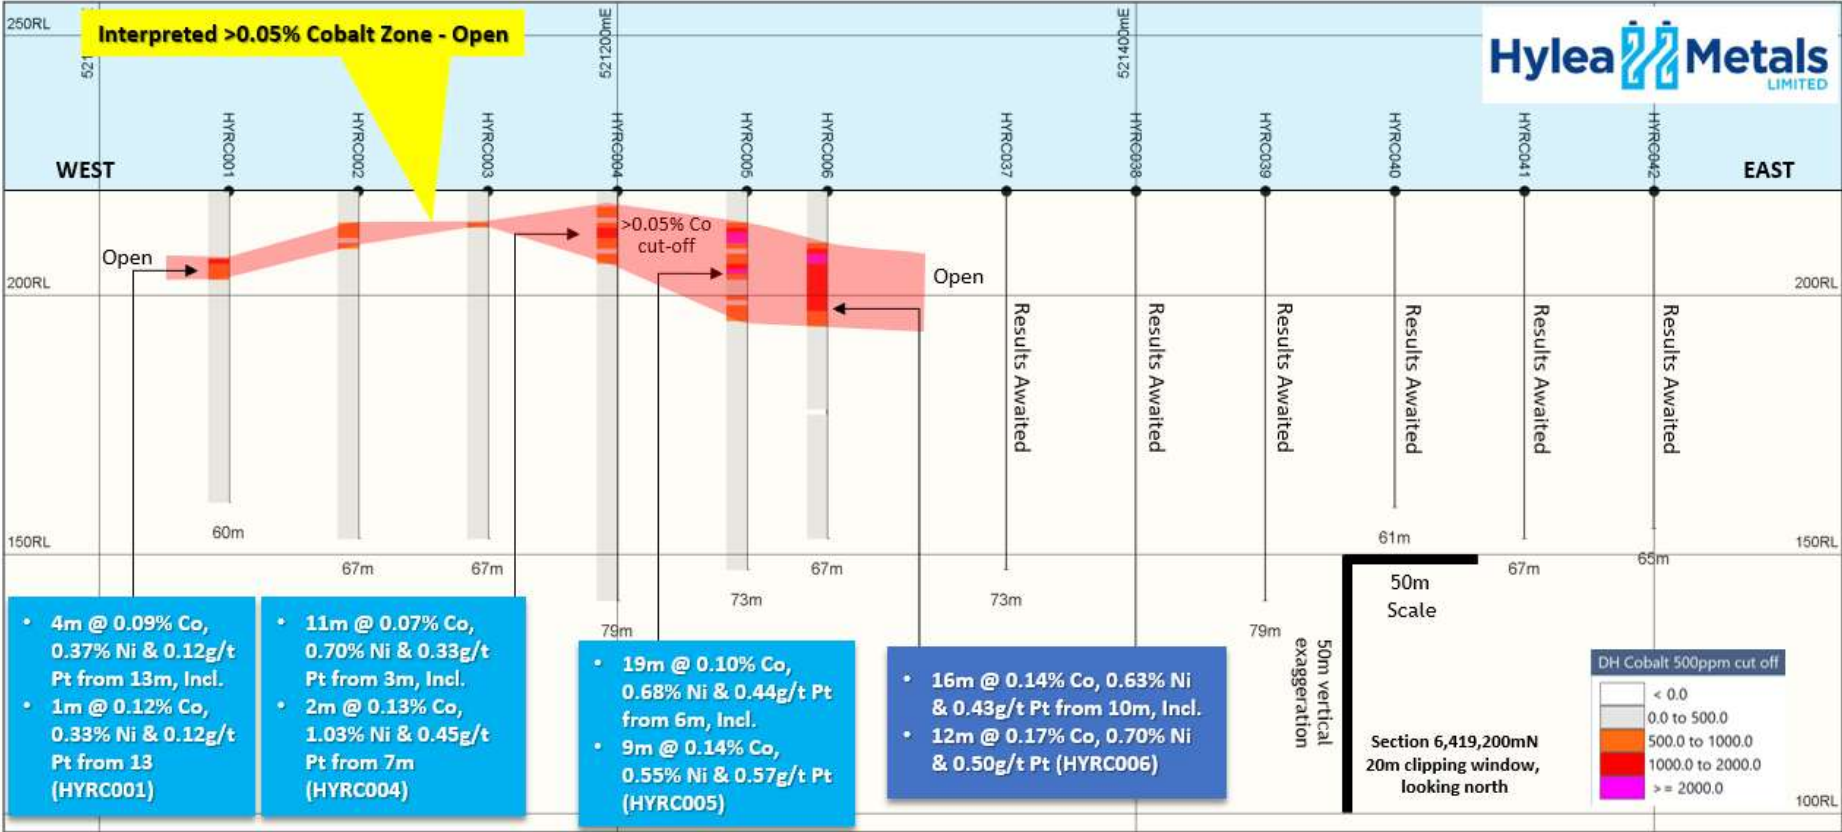 250RL
Interpreted >0.05% Cobalt Zone - Open
521200mE
521400mE
Hylea Metals
LIMITED
HYRC001
HYRC002
HYRC003
HYRC004
HYRC005
HYRC006
HYRC037
HYRC038
HYRC039
HYRC040
HYRC041
HYRC042
WEST
EAST
Open
>0.05% Co
cut-off
Open
200RL
200RL
Results Awaited
Results Awaited
Results Awaited
Results Awaited
Results Awaited
Results Awaited
60m
67m
67m
79m
73m
67m
73m
79m
61m
67m
65m
150RL
150RL
• 4m @ 0.09% Co,
0.37% Ni & 0.12g/t
Pt from 13m, Incl.
• 1m @ 0.12% Co,
0.33% Ni & 0.12g/t
Pt from 13
(HYRC001)
• 11m @ 0.07% Co,
0.70% Ni & 0.33g/t
Pt from 3m, Incl.
• 2m @ 0.13% Co,
1.03% Ni & 0.45g/t
Pt from 7m
(HYRC004)
• 19m @ 0.10% Co,
0.68% Ni & 0.44g/t Pt
from 6m, Incl.
• 9m @ 0.14% Co,
0.55% Ni & 0.57g/t Pt
(HYRC005)
• 16m @ 0.14% Co, 0.63% Ni
& 0.43g/t Pt from 10m, Incl.
• 12m @ 0.17% Co, 0.70% Ni
& 0.50g/t Pt (HYRC006)
50m
Scale
50m vertical
exaggeration
Section 6,419,200mN
20m clipping window,
looking north
DH Cobalt 500ppm cut off
< 0.0
0.0 to 500.0
500.0 to 1000.0
1000.0 to 2000.0
>= 2000.0
100RL